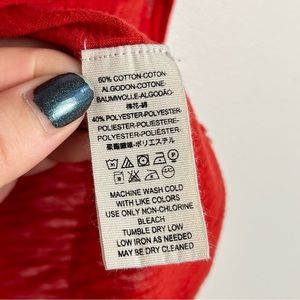 60% COTTON-COTON-
ALGODON-COTONE-
BAUMWOLLE-ALGODÃO-
棉花-綿
40% POLYESTER-POLYESTER-
POLIESTER-POLIESTERE-
POLYESTER-POLIÉSTER-
聚酯纖維-ポリエステル
MACHINE WASH COLD
WITH LIKE COLORS
USE ONLY NON-CHLORINE
BLEACH
TUMBLE DRY LOW
LOW IRON AS NEEDED
MAY BE DRY CLEANED